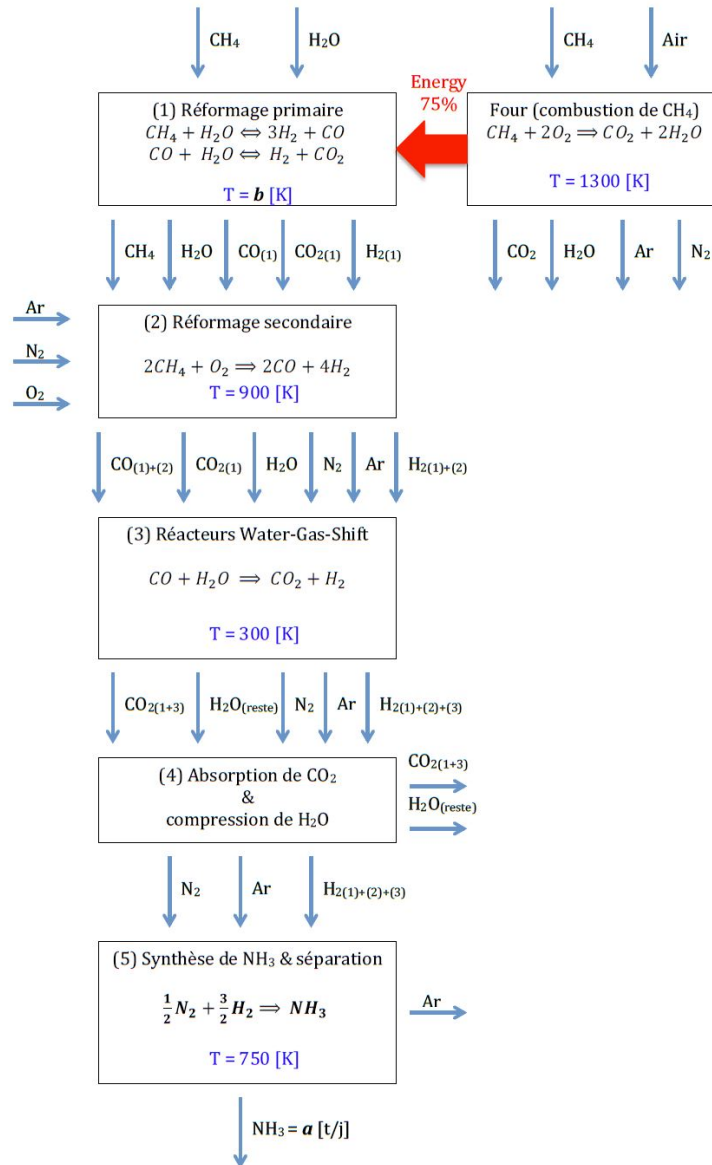 CH₄ H₂O CH₄ Air
Energy
75%
(1) Réformage primaire
CH₄ + H₂O ⇔ 3H₂ + CO
CO + H₂O ⇔ H₂ + CO₂
T = b [K]
Four (combustion de CH₄)
CH₄ + 2O₂ ⟹ CO₂ + 2H₂O
T = 1300 [K]
CH₄ H₂O CO₍₁₎ CO₂₍₁₎ H₂₍₁₎
CO₂ H₂O Ar N₂
Ar
N₂
O₂
(2) Réformage secondaire
2CH₄ + O₂ ⟹ 2CO + 4H₂
T = 900 [K]
CO₍₁₎₊₍₂₎ CO₂₍₁₎ H₂O N₂ Ar H₂₍₁₎₊₍₂₎
(3) Réacteurs Water-Gas-Shift
CO + H₂O ⟹ CO₂ + H₂
T = 300 [K]
CO₂₍₁₊₃₎ H₂O₍reste₎ N₂ Ar H₂₍₁₎₊₍₂₎₊₍₃₎
(4) Absorption de CO₂
&
compression de H₂O
CO₂₍₁₊₃₎
H₂O₍reste₎
N₂ Ar H₂₍₁₎₊₍₂₎₊₍₃₎
(5) Synthèse de NH₃ & séparation
½N₂ + 3/2 H₂ ⟹ NH₃
T = 750 [K]
Ar
NH₃ = a [t/j]